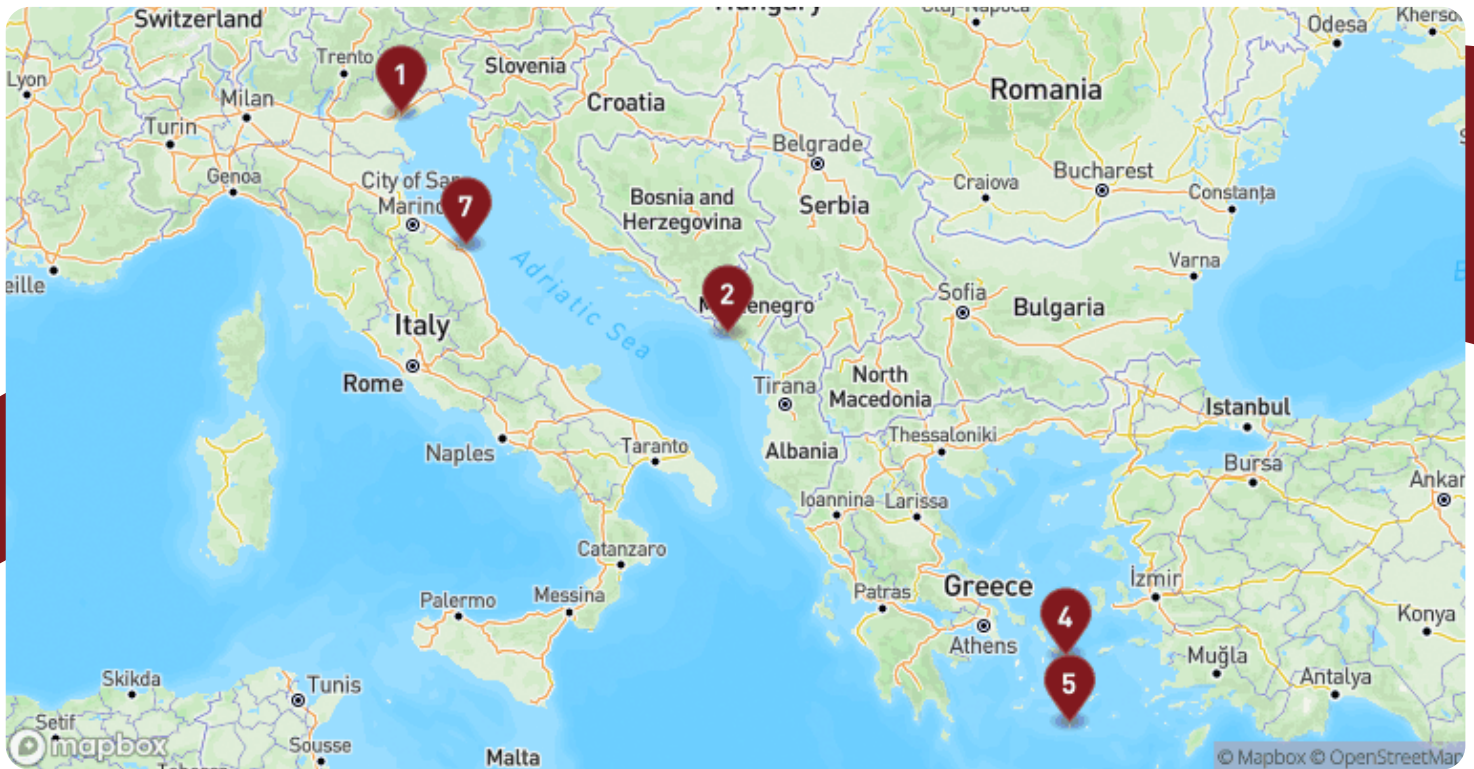 Switzerland
Hungary
Cluj-Napoca
Odesa
Kherso
Trento
1
Slovenia
Lyon
Milan
Croatia
Romania
Turin
Belgrade
Genoa
City of San
Marino
7
Bosnia and
Herzegovina
Serbia
Craiova
Bucharest
Constanța
eille
Adriatic Sea
Varna
2
Montenegro
Sofia
Bulgaria
Italy
Rome
Tirana
North
Macedonia
Istanbul
Naples
Taranto
Albania
Thessaloniki
Bursa
Ankar
Ioannina
Larissa
Catanzaro
Greece
İzmir
Palermo
Messina
Patras
4
Konya
Athens
Muğla
Skikda
Tunis
5
Antalya
Setif
mapbox
Sousse
Malta
© Mapbox © OpenStreetMap